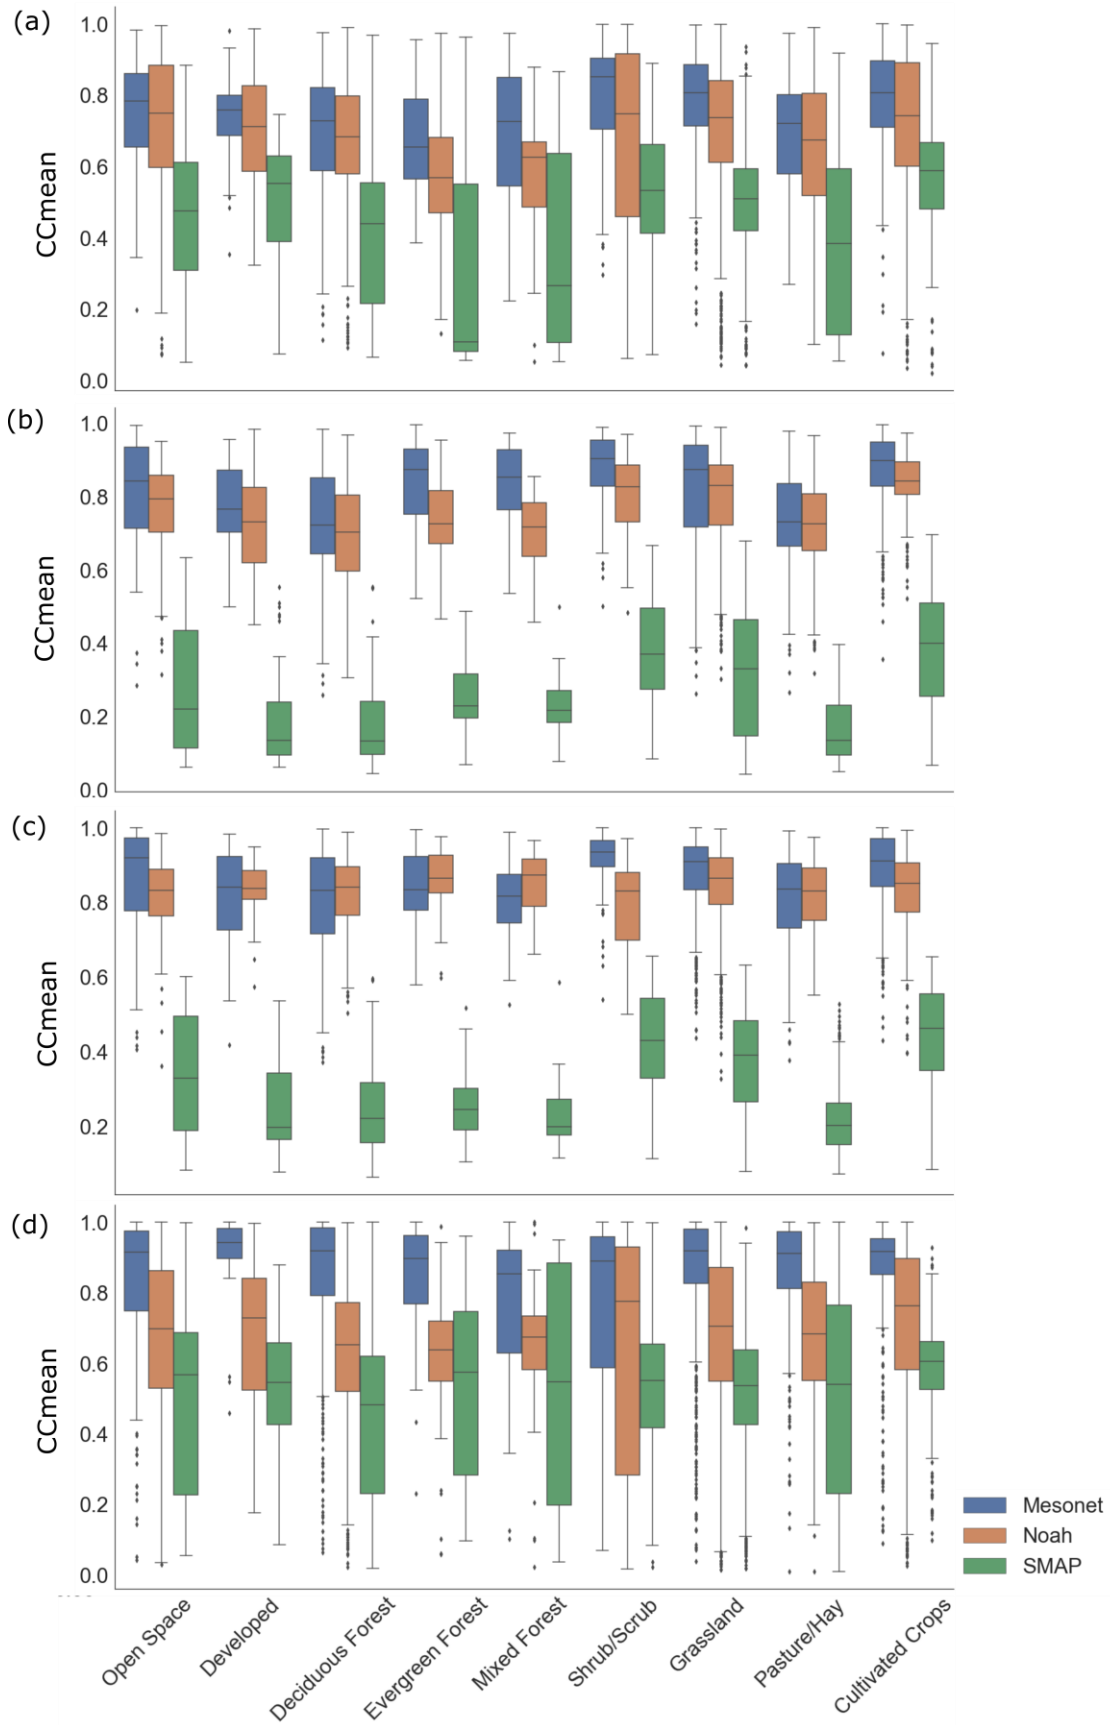 (a)
1.0
0.8
0.6
0.4
0.2
0.0
CCmean
(b)
1.0
0.8
0.6
0.4
0.2
0.0
CCmean
(c)
1.0
0.8
0.6
0.4
0.2
CCmean
(d)
1.0
0.8
0.6
0.4
0.2
0.0
CCmean
Mesonet
Noah
SMAP
Open Space
Developed
Deciduous Forest
Evergreen Forest
Mixed Forest
Shrub/Scrub
Grassland
Pasture/Hay
Cultivated Crops